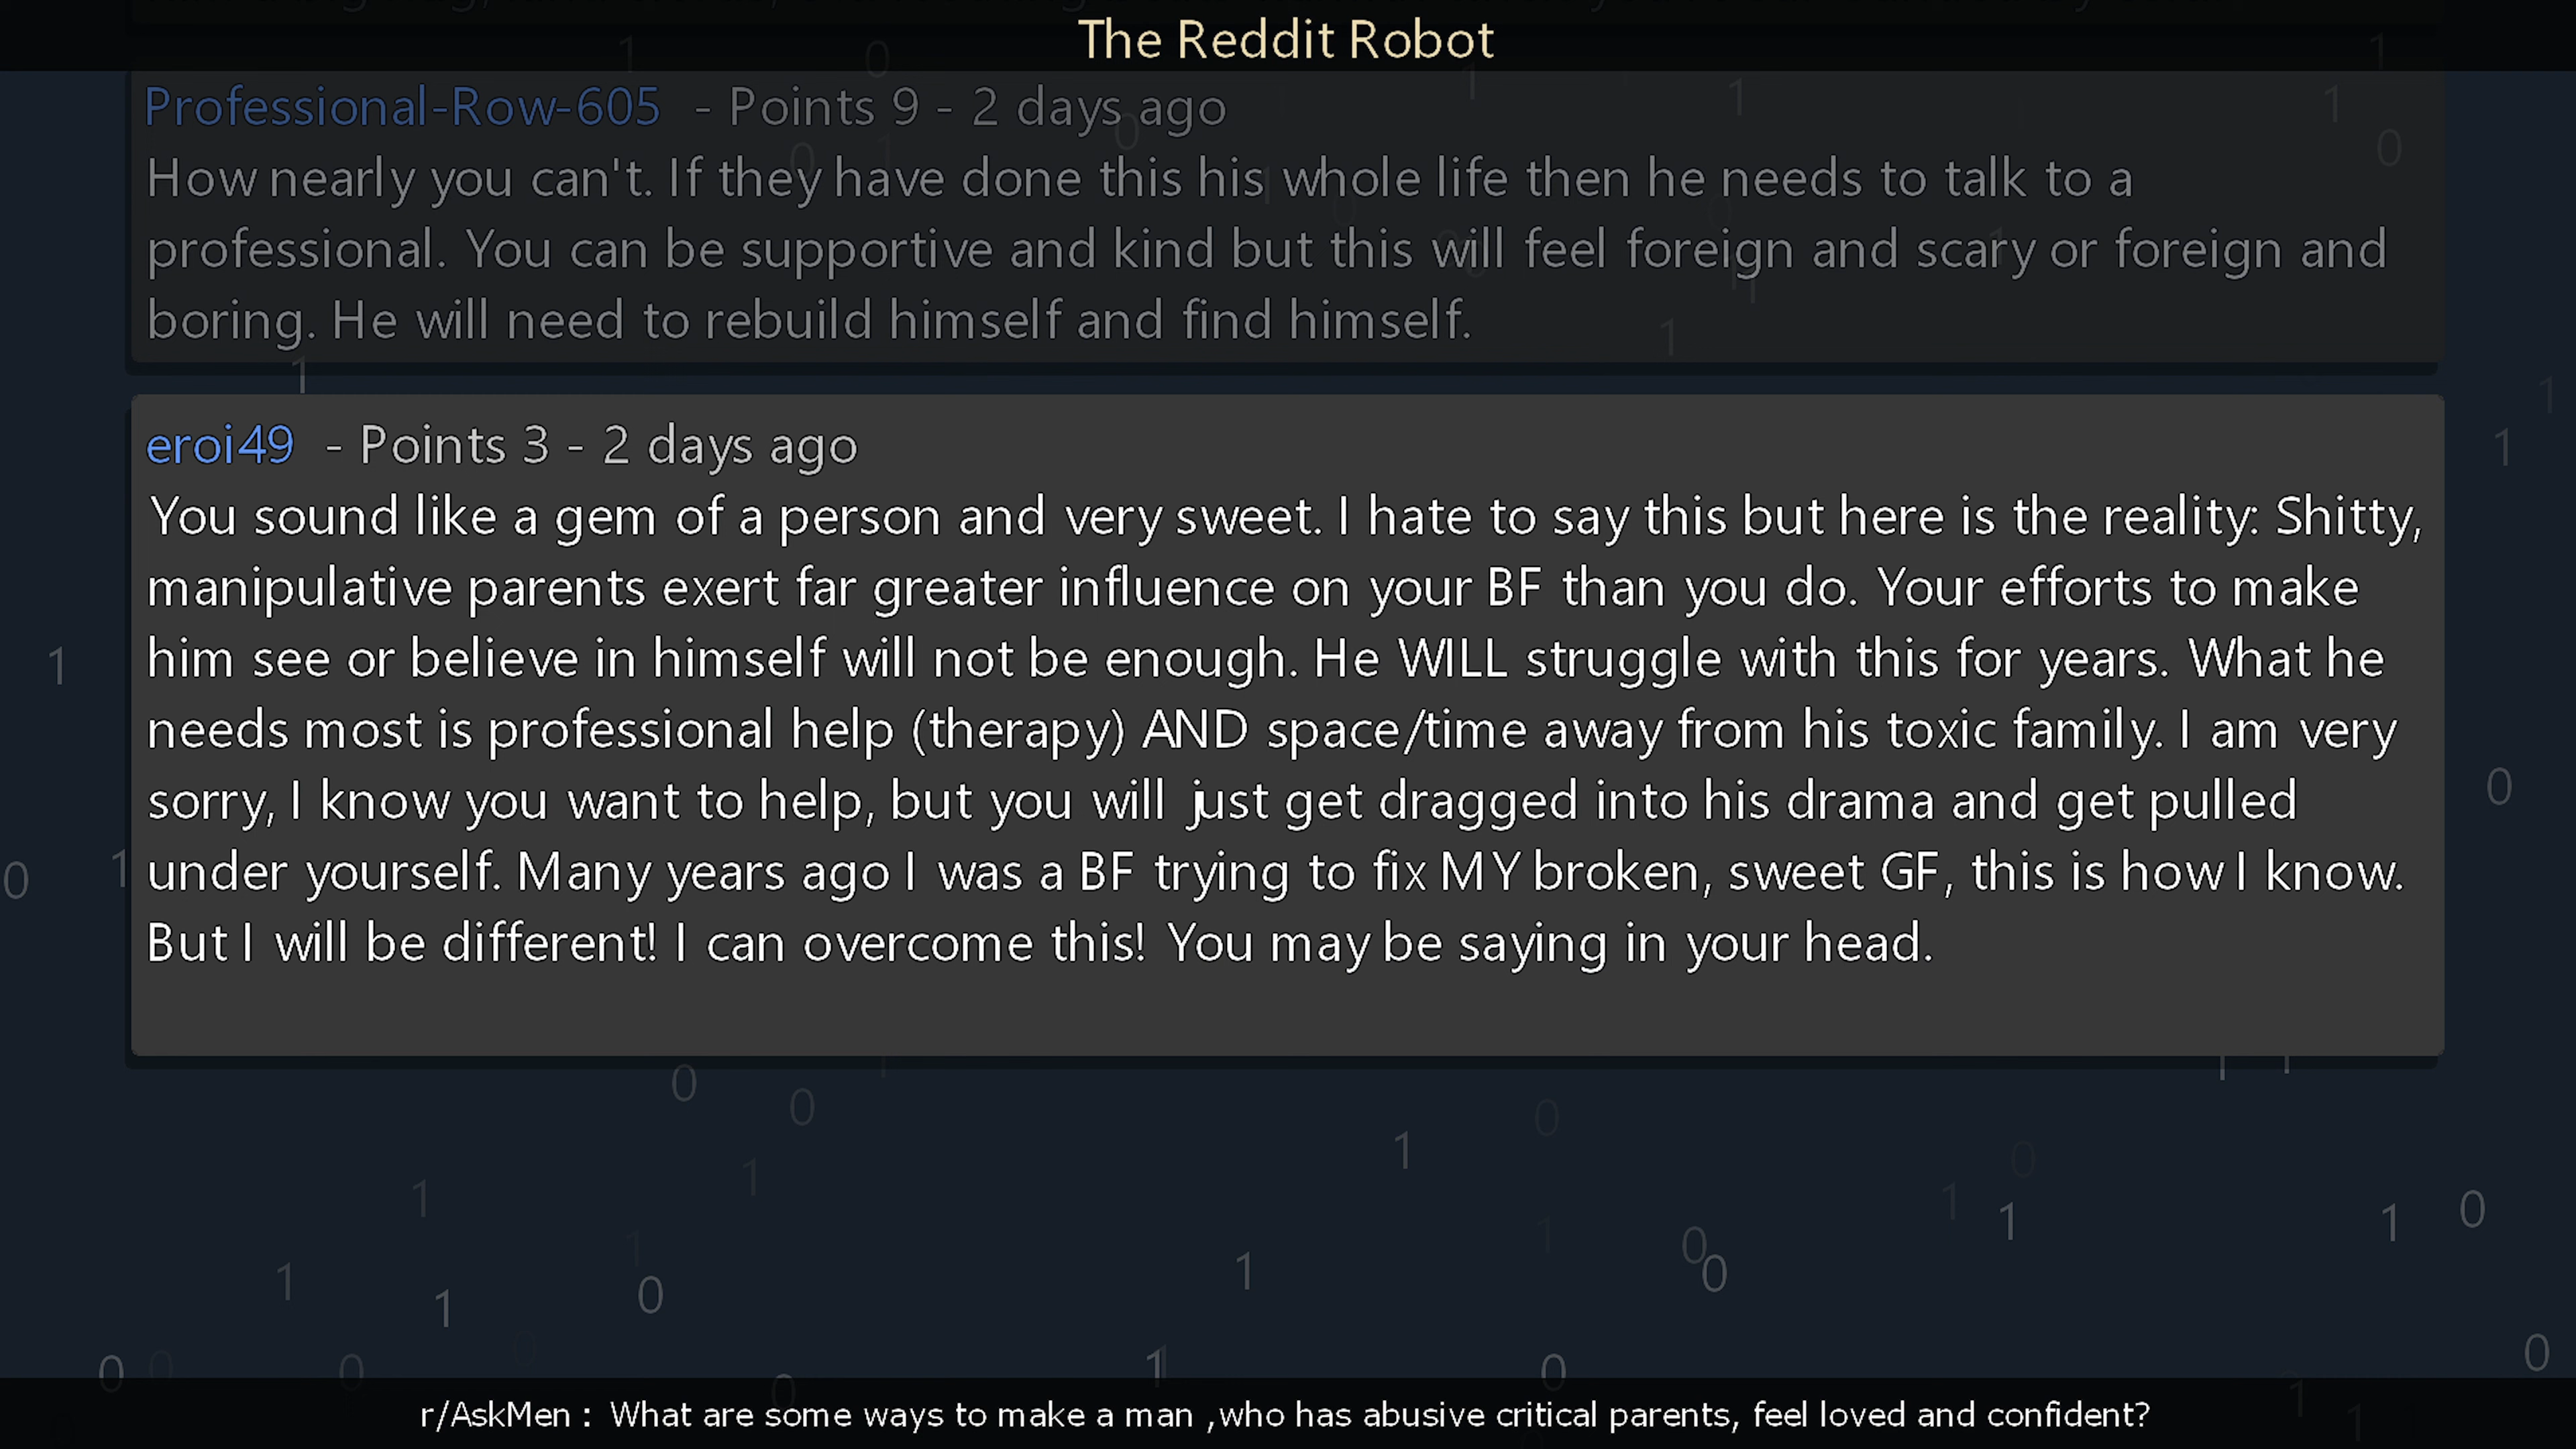 The Reddit Robot
Professional-Row-605 - Points 9 - 2 days ago
How nearly you can't. If they have done this his whole life then he needs to talk to a
professional. You can be supportive and kind but this will feel foreign and scary or foreign and
boring. He will need to rebuild himself and find himself.
eroi49 - Points 3 - 2 days ago
You sound like a gem of a person and very sweet. I hate to say this but here is the reality: Shitty,
manipulative parents exert far greater influence on your BF than you do. Your efforts to make
him see or believe in himself will not be enough. He WILL struggle with this for years. What he
needs most is professional help (therapy) AND space/time away from his toxic family. I am very
sorry, I know you want to help, but you will just get dragged into his drama and get pulled
under yourself. Many years ago I was a BF trying to fix MY broken, sweet GF, this is how I know.
But I will be different! I can overcome this! You may be saying in your head.
r/AskMen : What are some ways to make a man ,who has abusive critical parents, feel loved and confident?